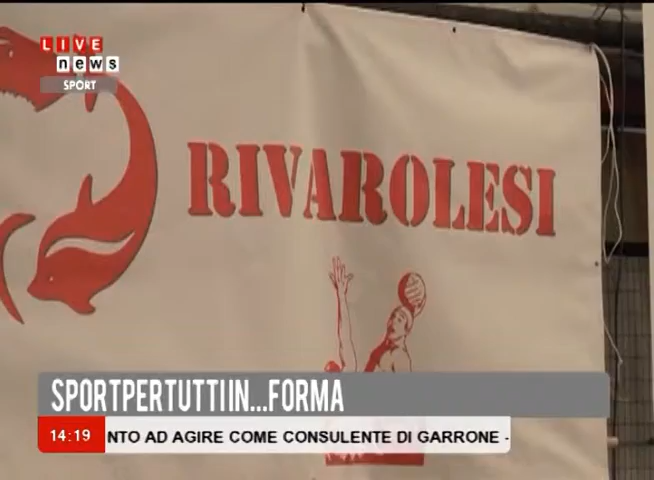 LIVE
news
SPORT
RIVAROLESI
SPORTPERTUTTIIN...FORMA
14:19 NTO AD AGIRE COME CONSULENTE DI GARRONE -